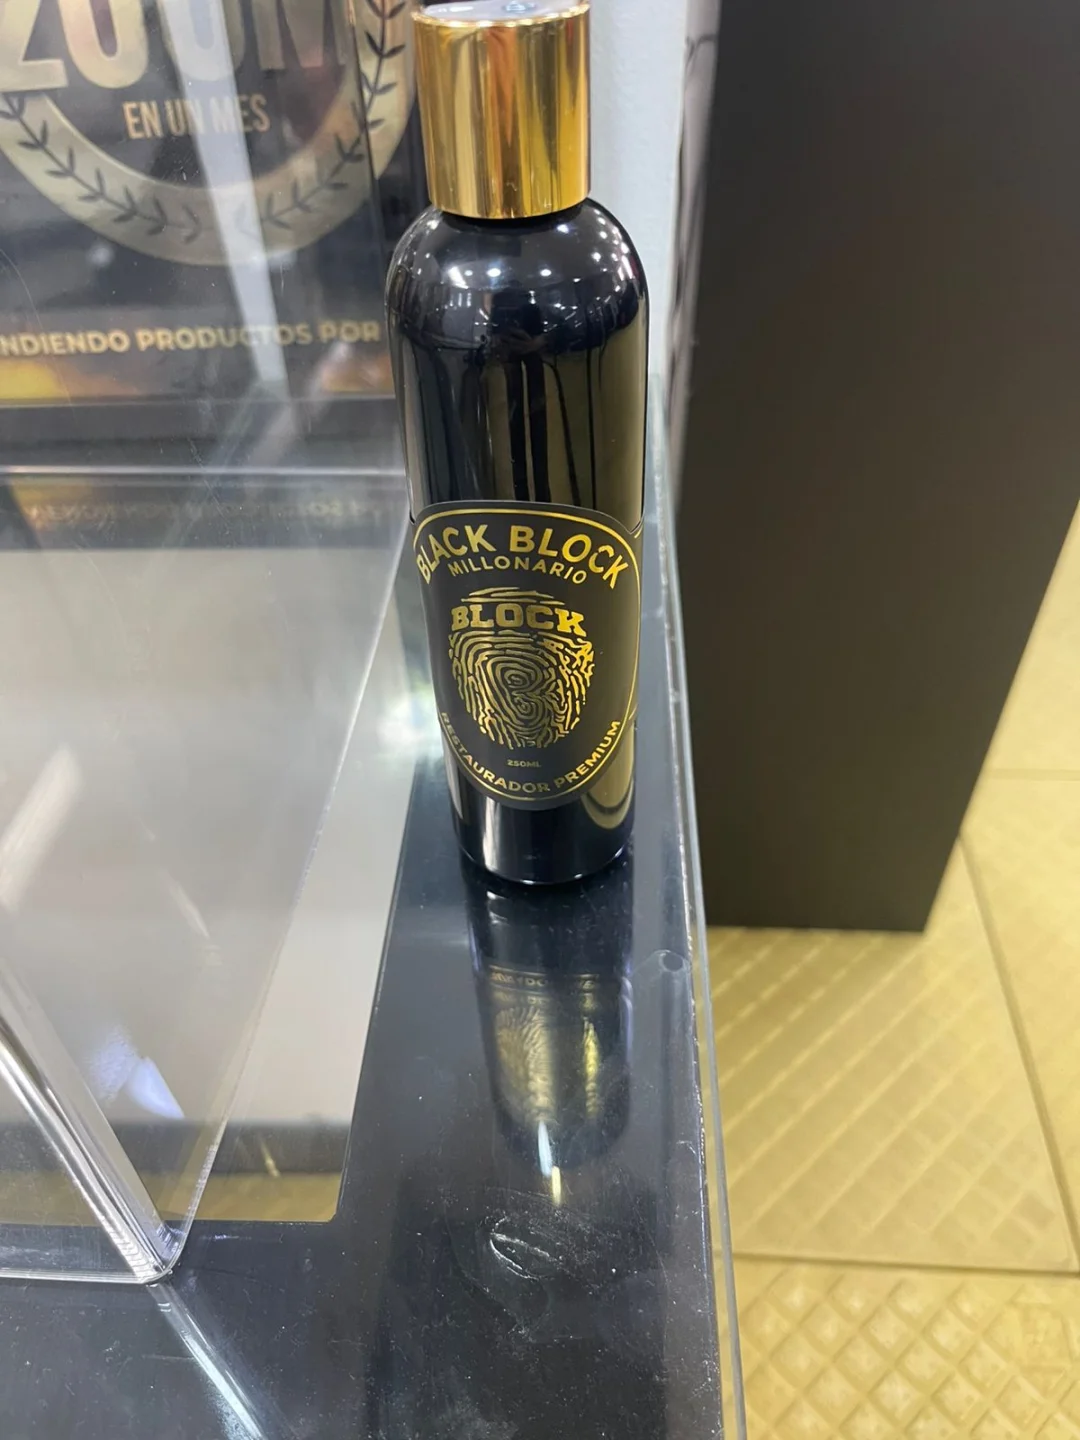 EN UN MES
NDIENDO PRODUCTOS POR
BLACK BLOCK
MILLONARIO
BLOCK
250ML
RESTAURADOR PREMIUM